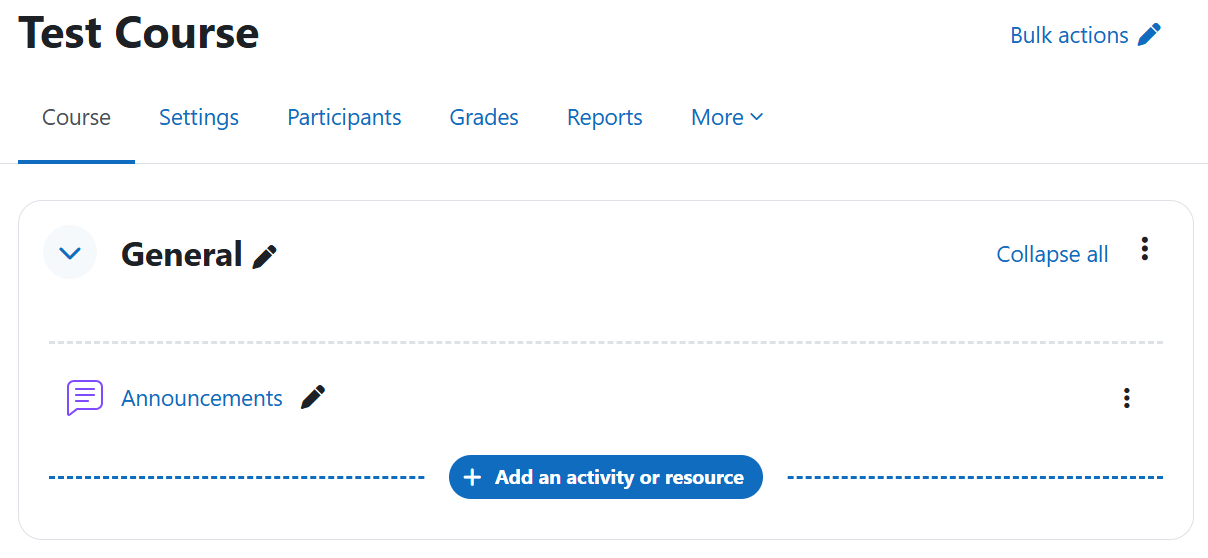 Test Course
Bulk actions
Course Settings Participants Grades Reports More
General
Collapse all
Announcements
Add an activity or resource